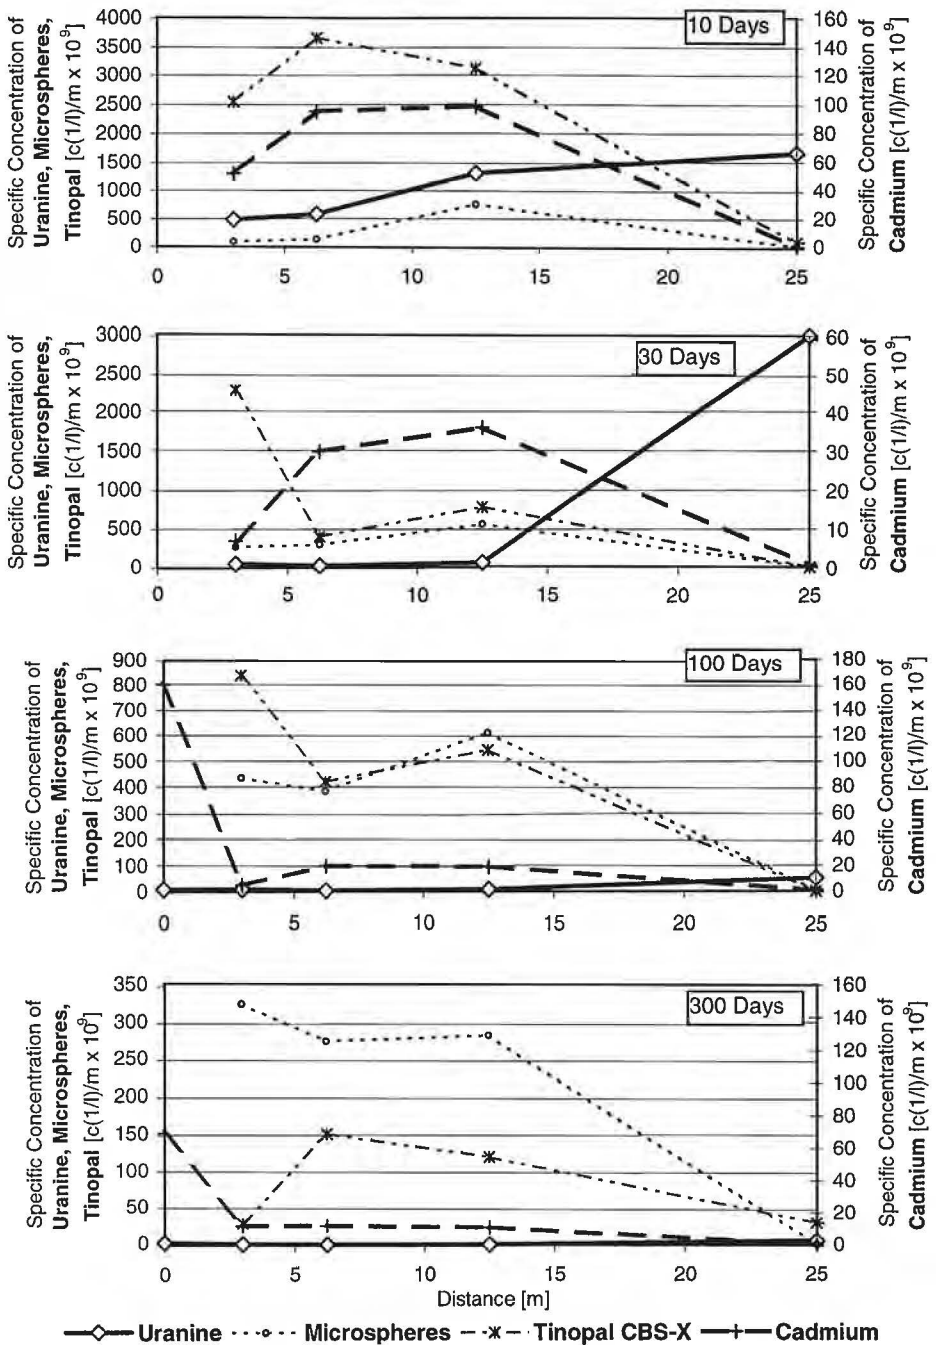 Specific Concentration of
Uranine, Microspheres,
Tinopal [c(1/l)/m x 10⁹]
4000
3500
3000
2500
2000
1500
1000
500
0
10 Days
160
140
120
100
80
60
40
20
0
Specific Concentration of
Cadmium [c(1/l)/m x 10⁹]
0 5 10 15 20 25
Specific Concentration of
Uranine, Microspheres,
Tinopal [c(1/l)/m x 10⁹]
3000
2500
2000
1500
1000
500
0
30 Days
60
50
40
30
20
10
0
Specific Concentration of
Cadmium [c(1/l)/m x 10⁹]
0 5 10 15 20 25
Specific Concentration of
Uranine, Microspheres,
Tinopal [c(1/l)/m x 10⁹]
900
800
700
600
500
400
300
200
100
0
100 Days
180
160
140
120
100
80
60
40
20
0
Specific Concentration of
Cadmium [c(1/l)/m x 10⁹]
0 5 10 15 20 25
Specific Concentration of
Uranine, Microspheres,
Tinopal [c(1/l)/m x 10⁹]
350
300
250
200
150
100
50
0
300 Days
160
140
120
100
80
60
40
20
0
Specific Concentration of
Cadmium [c(1/l)/m x 10⁹]
0 5 10 15 20 25
Distance [m]
Uranine Microspheres Tinopal CBS-X Cadmium